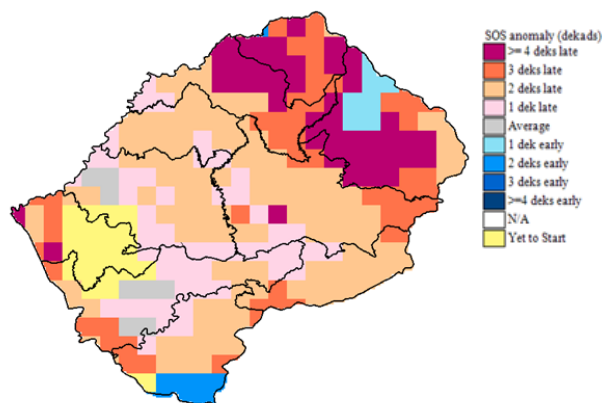 SOS anomaly (dekads)
>= 4 deks late
3 deks late
2 deks late
1 dek late
Average
1 dek early
2 deks early
3 deks early
>=4 deks early
N/A
Yet to Start